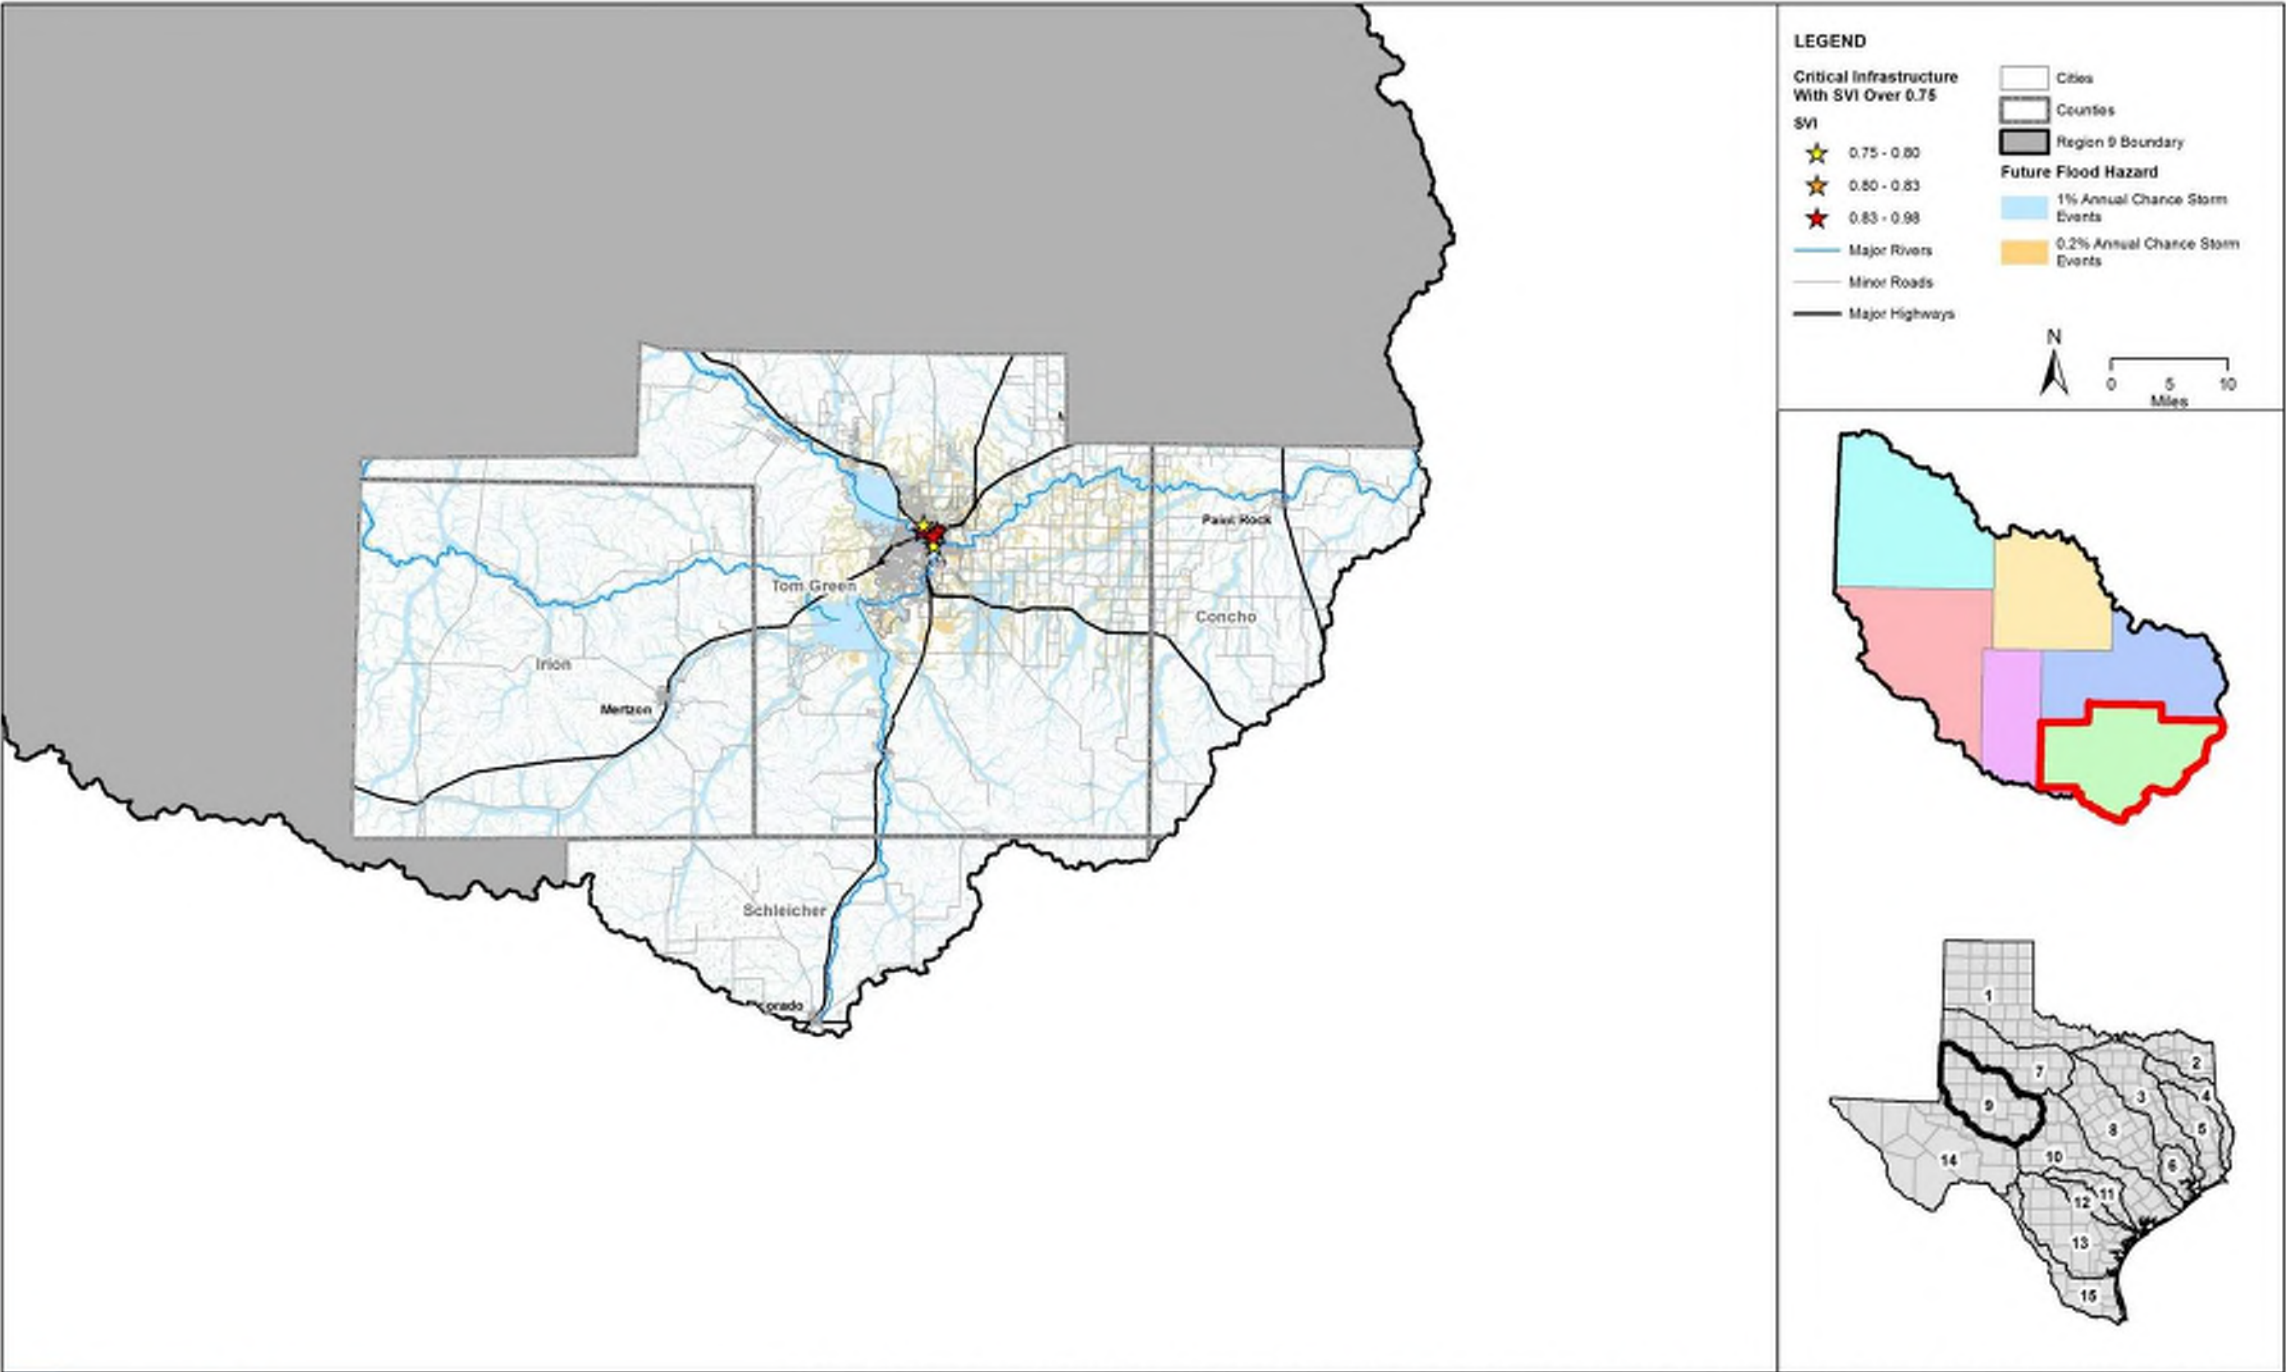 LEGEND
Critical Infrastructure
With SVI Over 0.75
SVI
0.75 - 0.80
0.80 - 0.83
0.83 - 0.98
Major Rivers
Minor Roads
Major Highways
Cities
Counties
Region 9 Boundary
Future Flood Hazard
1% Annual Chance Storm
Events
0.2% Annual Chance Storm
Events
N
0 5 10
Miles
Paint Rock
Tom Green
Concho
Irion
Mertzon
Schleicher
orado
1
2
7
3
4
9
8
5
14
10
6
12
11
13
15